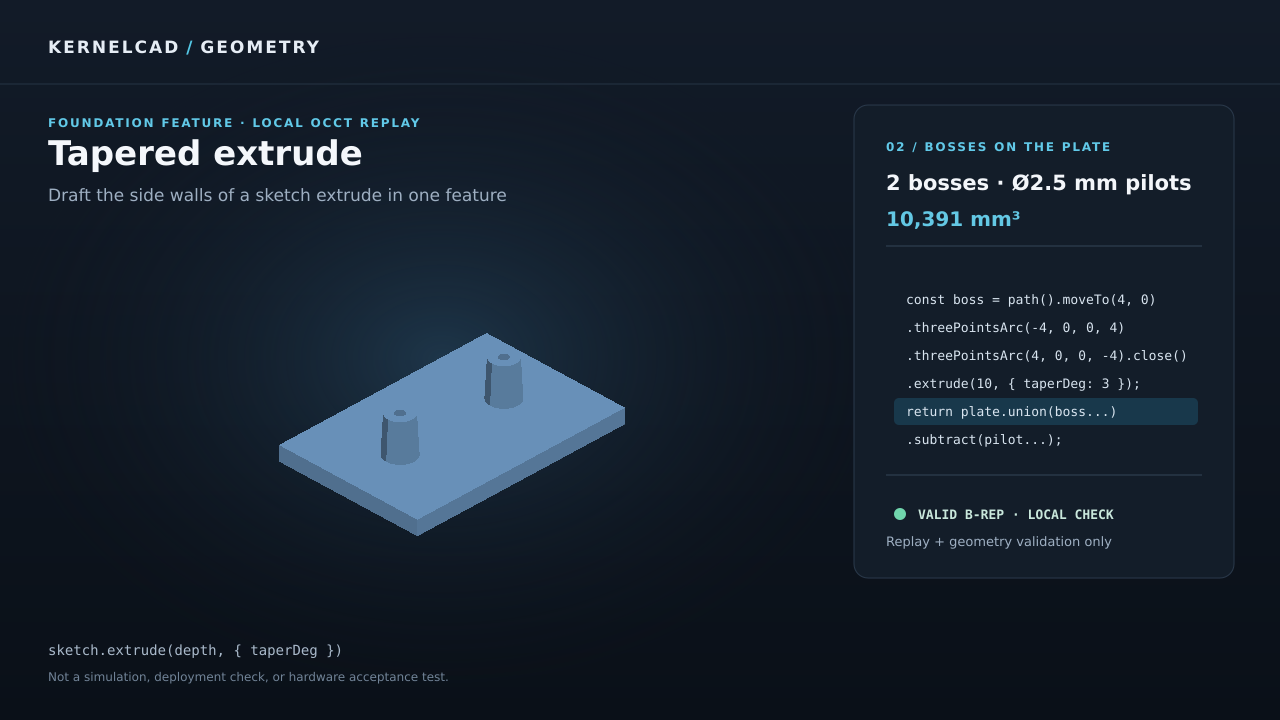 KERNELCAD / GEOMETRY
FOUNDATION FEATURE · LOCAL OCCT REPLAY
Tapered extrude
Draft the side walls of a sketch extrude in one feature
02 / BOSSES ON THE PLATE
2 bosses · Ø2.5 mm pilots
10,391 mm³
const boss = path().moveTo(4, 0)
.threePointsArc(-4, 0, 0, 4)
.threePointsArc(4, 0, 0, -4).close()
.extrude(10, { taperDeg: 3 });
return plate.union(boss...)
.subtract(pilot...);
VALID B-REP · LOCAL CHECK
Replay + geometry validation only
sketch.extrude(depth, { taperDeg })
Not a simulation, deployment check, or hardware acceptance test.